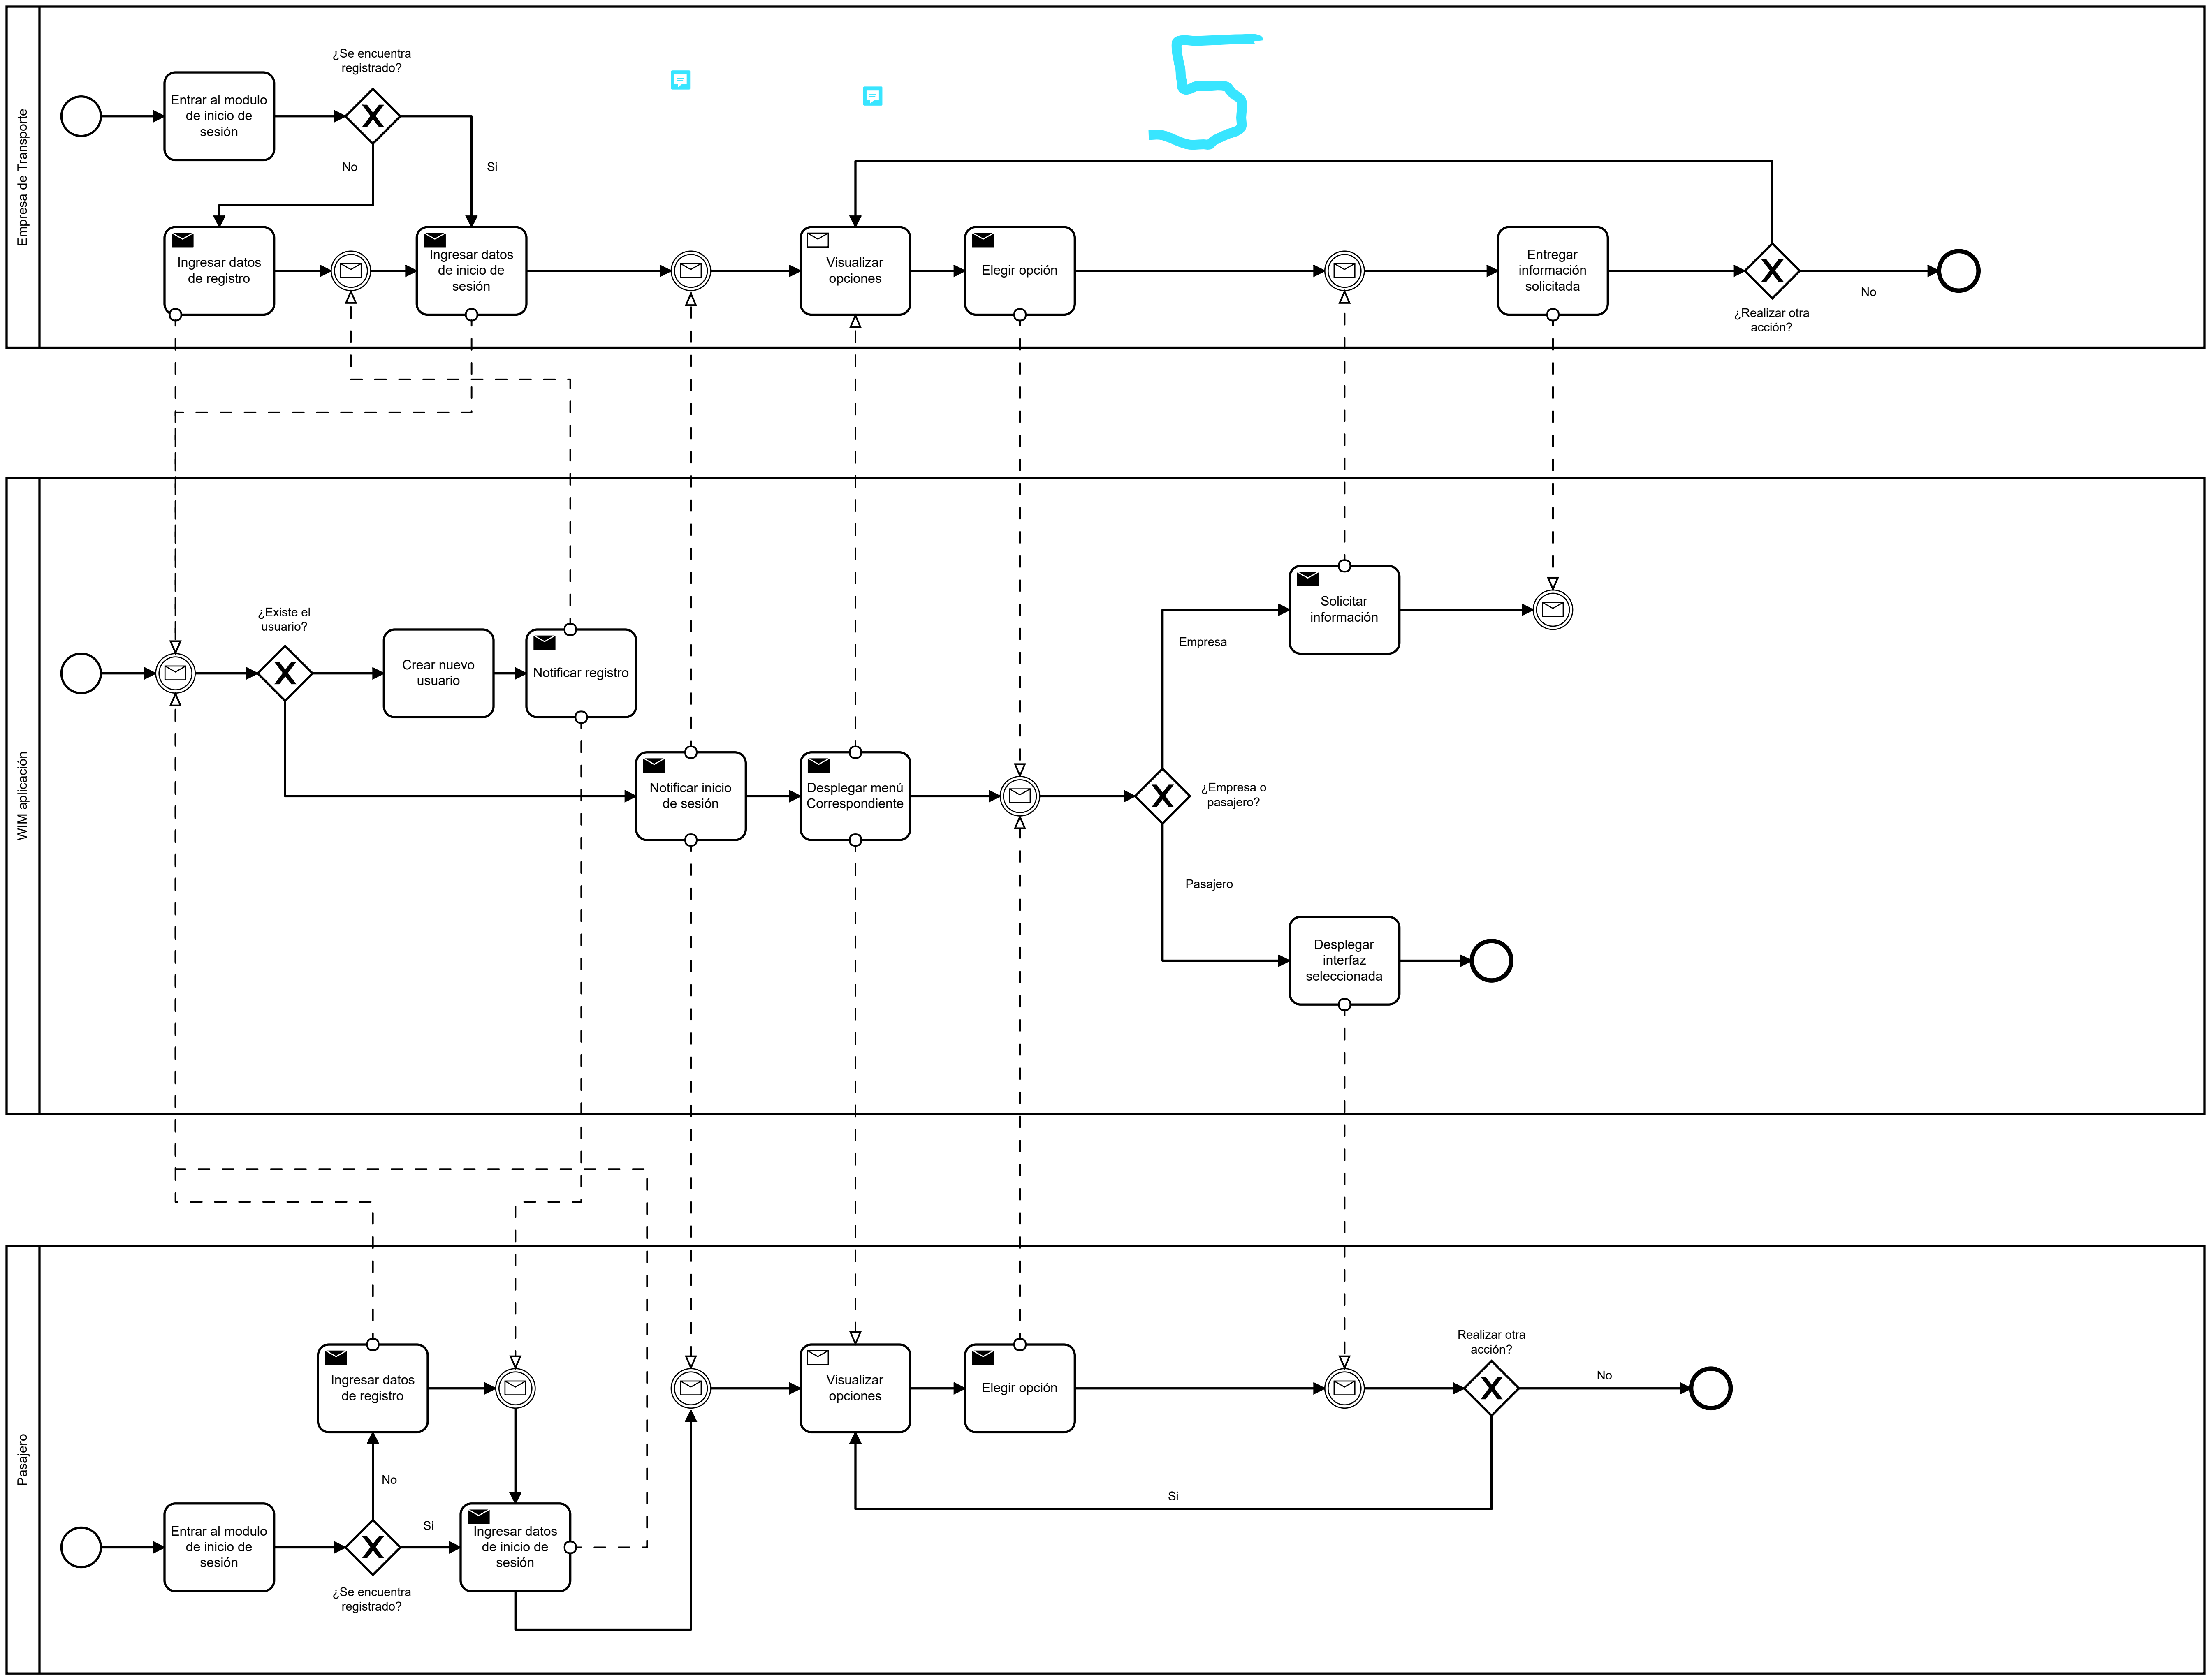 Empresa de Transporte
¿Se encuentra
registrado?
5
Entrar al modulo
de inicio de
sesión
No
Si
Ingresar datos
de registro
Ingresar datos
de inicio de
sesión
Visualizar
opciones
Elegir opción
Entregar
información
solicitada
No
¿Realizar otra
acción?
WIM aplicación
¿Existe el
usuario?
Crear nuevo
usuario
Notificar registro
Solicitar
información
Empresa
Notificar inicio
de sesión
Desplegar menú
Correspondiente
¿Empresa o
pasajero?
Pasajero
Desplegar
interfaz
seleccionada
Pasajero
Realizar otra
acción?
Ingresar datos
de registro
Visualizar
opciones
Elegir opción
No
No
Si
Si
Entrar al modulo
de inicio de
sesión
Ingresar datos
de inicio de
sesión
¿Se encuentra
registrado?